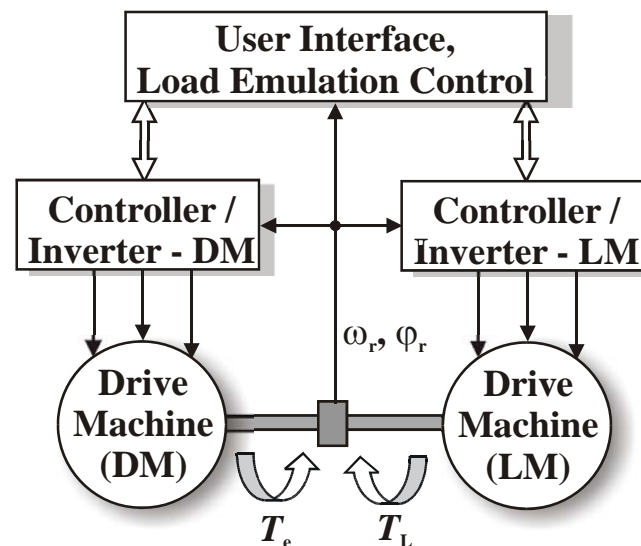 User Interface,
Load Emulation Control
Controller /
Inverter - DM
Controller /
Inverter - LM
ωr, φr
Drive
Machine
(DM)
Drive
Machine
(LM)
Te
TL